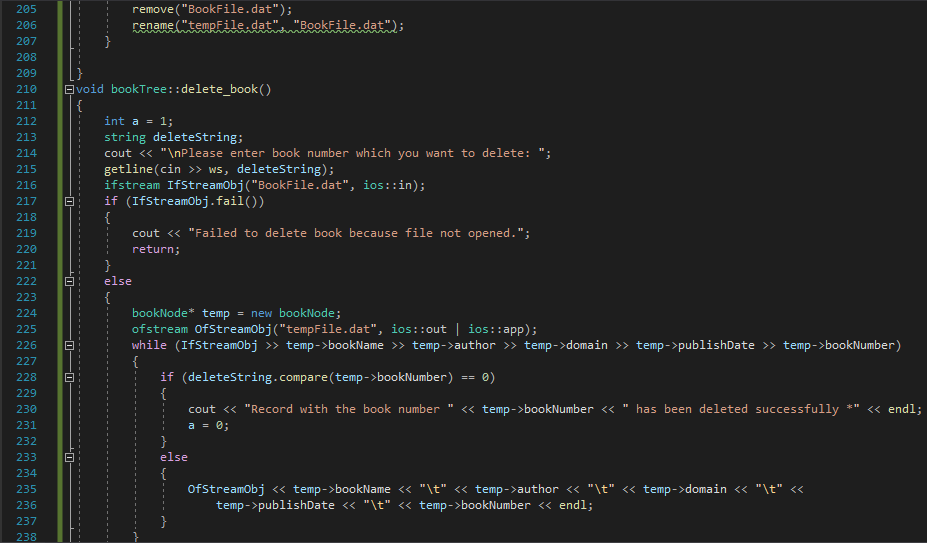 205 remove("BookFile.dat");
206 rename("tempFile.dat", "BookFile.dat");
207 }
208
209 }
210 void bookTree::delete_book()
211 {
212 int a = 1;
213 string deleteString;
214 cout << "\nPlease enter book number which you want to delete: ";
215 getline(cin >> ws, deleteString);
216 ifstream IfStreamObj("BookFile.dat", ios::in);
217 if (IfStreamObj.fail())
218 {
219 cout << "Failed to delete book because file not opened.";
220 return;
221 }
222 else
223 {
224 bookNode* temp = new bookNode;
225 ofstream OfStreamObj("tempFile.dat", ios::out | ios::app);
226 while (IfStreamObj >> temp->bookName >> temp->author >> temp->domain >> temp->publishDate >> temp->bookNumber)
227 {
228 if (deleteString.compare(temp->bookNumber) == 0)
229 {
230 cout << "Record with the book number " << temp->bookNumber << " has been deleted successfully *" << endl;
231 a = 0;
232 }
233 else
234 {
235 OfStreamObj << temp->bookName << "\t" << temp->author << "\t" << temp->domain << "\t" <<
236 temp->publishDate << "\t" << temp->bookNumber << endl;
237 }
238 }